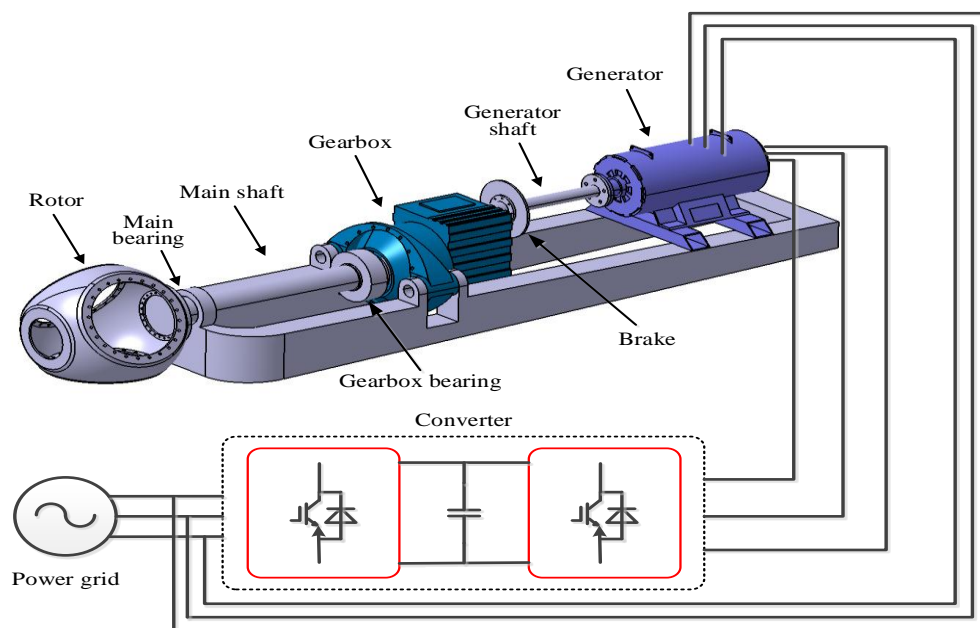 Generator
Generator
shaft
Gearbox
Main shaft
Rotor
Main
bearing
Brake
Gearbox bearing
Converter
Power grid